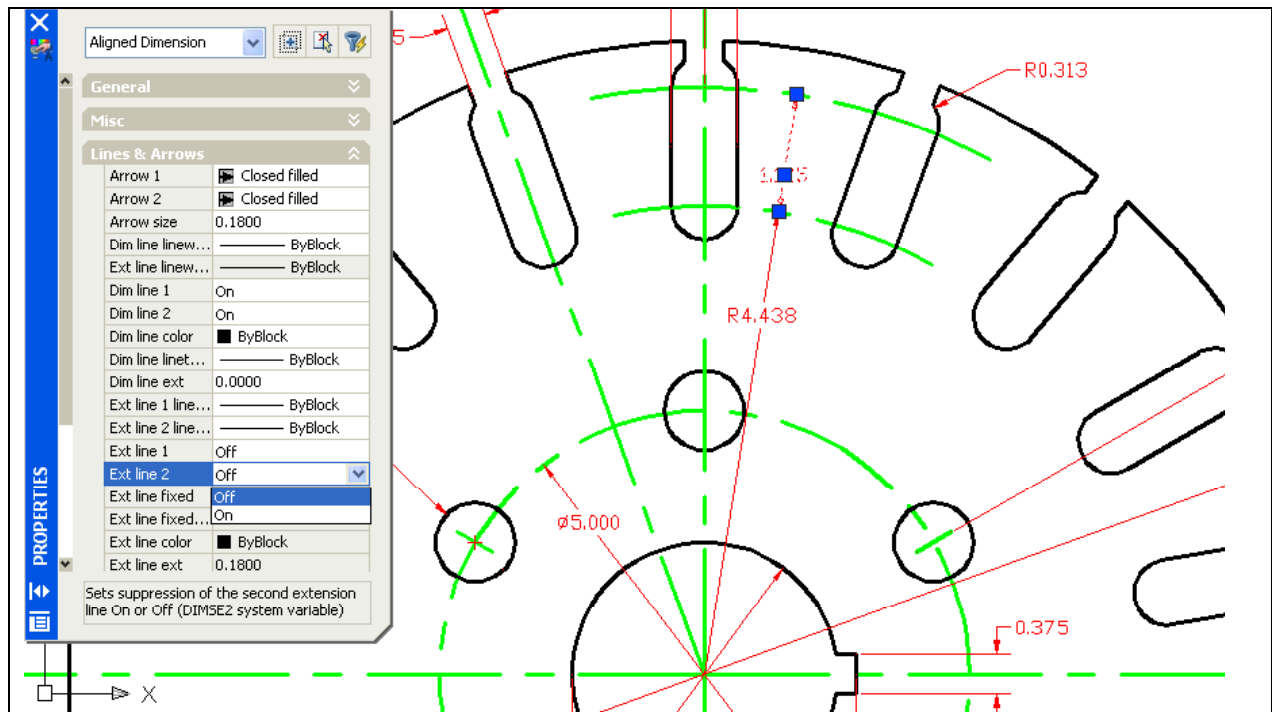 Aligned Dimension
General
Misc
Lines & Arrows
Arrow 1 Closed filled
Arrow 2 Closed filled
Arrow size 0.1800
Dim line linew... ByBlock
Ext line linew... ByBlock
Dim line 1 On
Dim line 2 On
Dim line color ByBlock
Dim line linet... ByBlock
Dim line ext 0.0000
Ext line 1 line... ByBlock
Ext line 2 line... ByBlock
Ext line 1 Off
Ext line 2 Off
Ext line fixed Off
Ext line fixed... On
Ext line color ByBlock
Ext line ext 0.1800
Sets suppression of the second extension
line On or Off (DIMSE2 system variable)
PROPERTIES
5
R0.313
R4.438
ø5.000
0.375
X